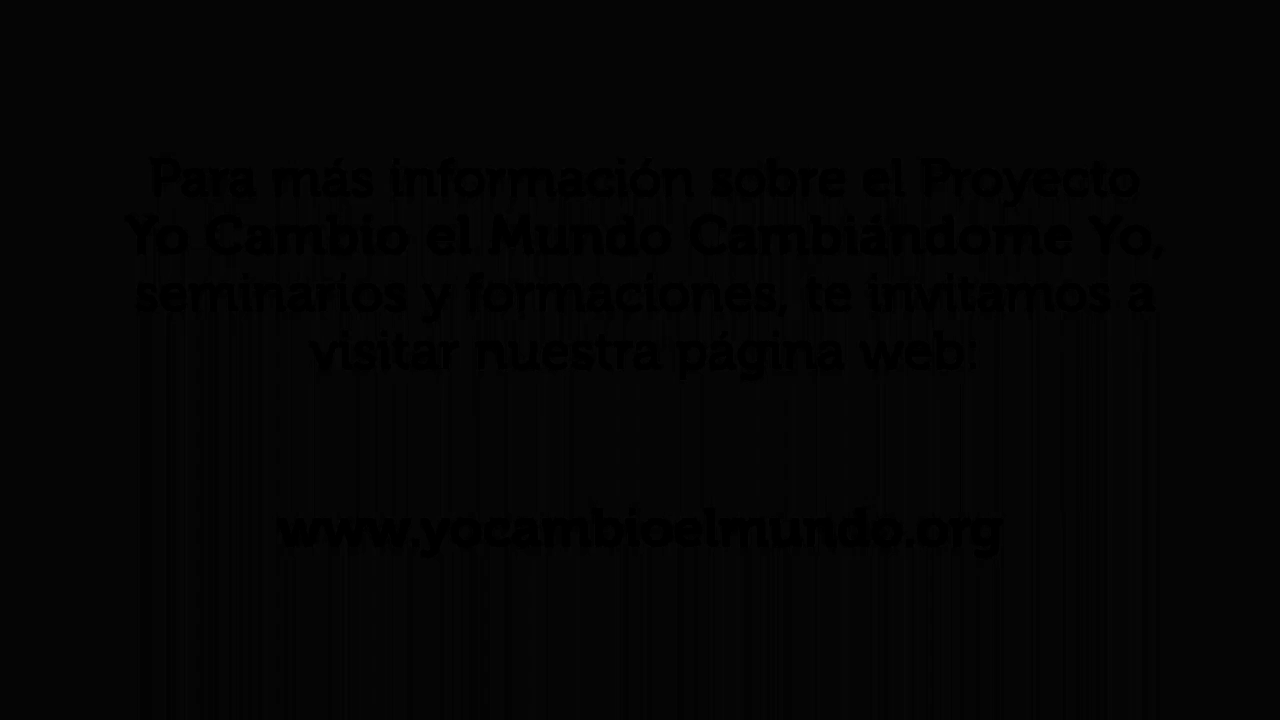 Para más información sobre el Proyecto
Yo Cambio el Mundo Cambiándome Yo,
seminarios y formaciones, te invitamos a
visitar nuestra página web:
www.yocambioelmundo.org